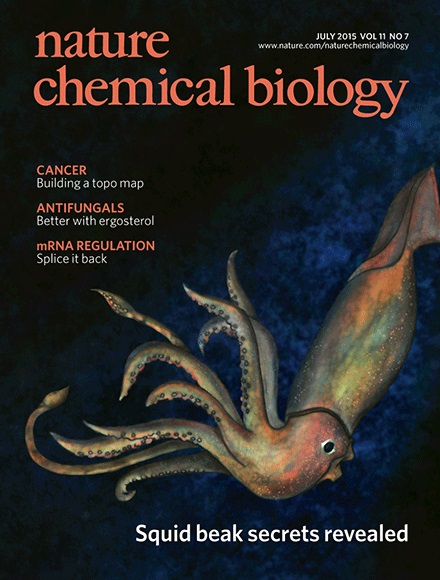 nature
chemical biology
JULY 2015 VOL 11 NO 7
www.nature.com/naturechemicalbiology
CANCER
Building a topo map
ANTIFUNGALS
Better with ergosterol
mRNA REGULATION
Splice it back
Squid beak secrets revealed